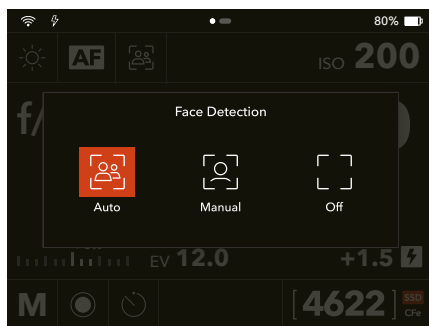 80%
AF
ISO 200
f/
Face Detection
Auto
Manual
Off
EV 12.0
+1.5
M
[4622]
SSD
CFe